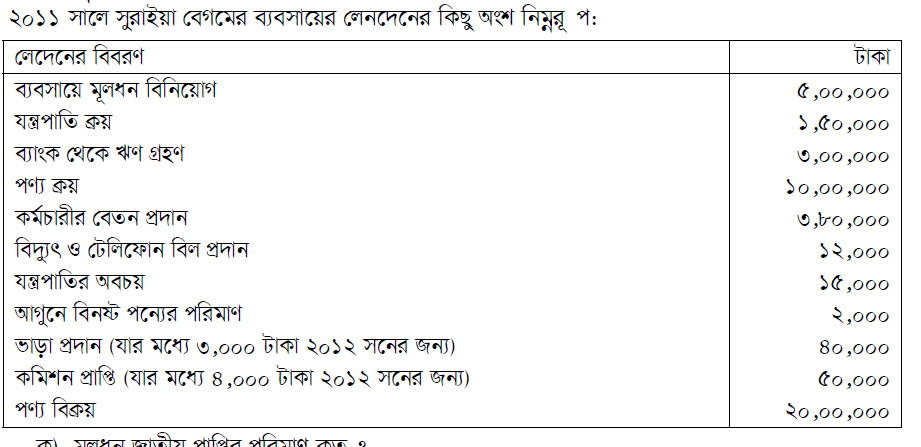 ২০১১ সালে সুরাইয়া বেগমের ব্যবসায়ের লেনদেনের কিছু অংশ নিম্নরূ প:
লেদেনের বিবরণ টাকা
ব্যবসায়ে মূলধন বিনিয়োগ ৫,০০,০০০
যন্ত্রপাতি ক্রয় ১,৫০,০০০
ব্যাংক থেকে ঋণ গ্রহণ ৩,০০,০০০
পণ্য ক্রয় ১০,০০,০০০
কর্মচারীর বেতন প্রদান ৩,৮০,০০০
বিদ্যুৎ ও টেলিফোন বিল প্রদান ১২,০০০
যন্ত্রপাতির অবচয় ১৫,০০০
আগুনে বিনষ্ট পন্যের পরিমাণ ২,০০০
ভাড়া প্রদান (যার মধ্যে ৩,০০০ টাকা ২০১২ সনের জন্য) ৪০,০০০
কমিশন প্রাপ্তি (যার মধ্যে ৪,০০০ টাকা ২০১২ সনের জন্য) ৫০,০০০
পণ্য বিক্রয় ২০,০০,০০০
ক) মূলধন জাতীয় প্রাপ্তির পরিমাণ কত ?